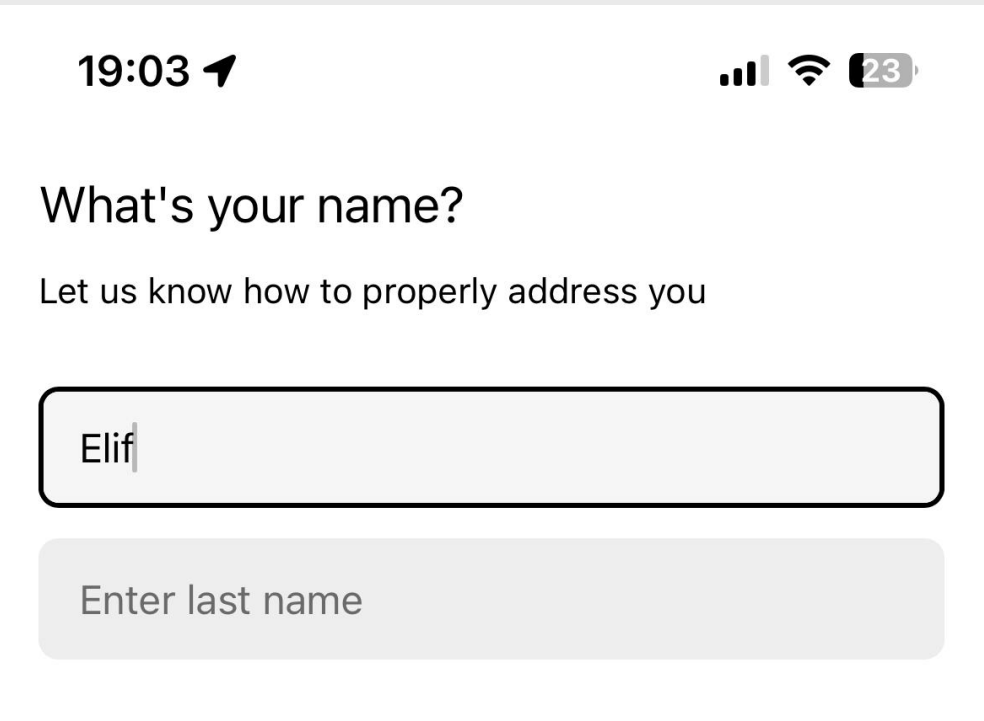 19:03
23
What's your name?
Let us know how to properly address you
Elif
Enter last name